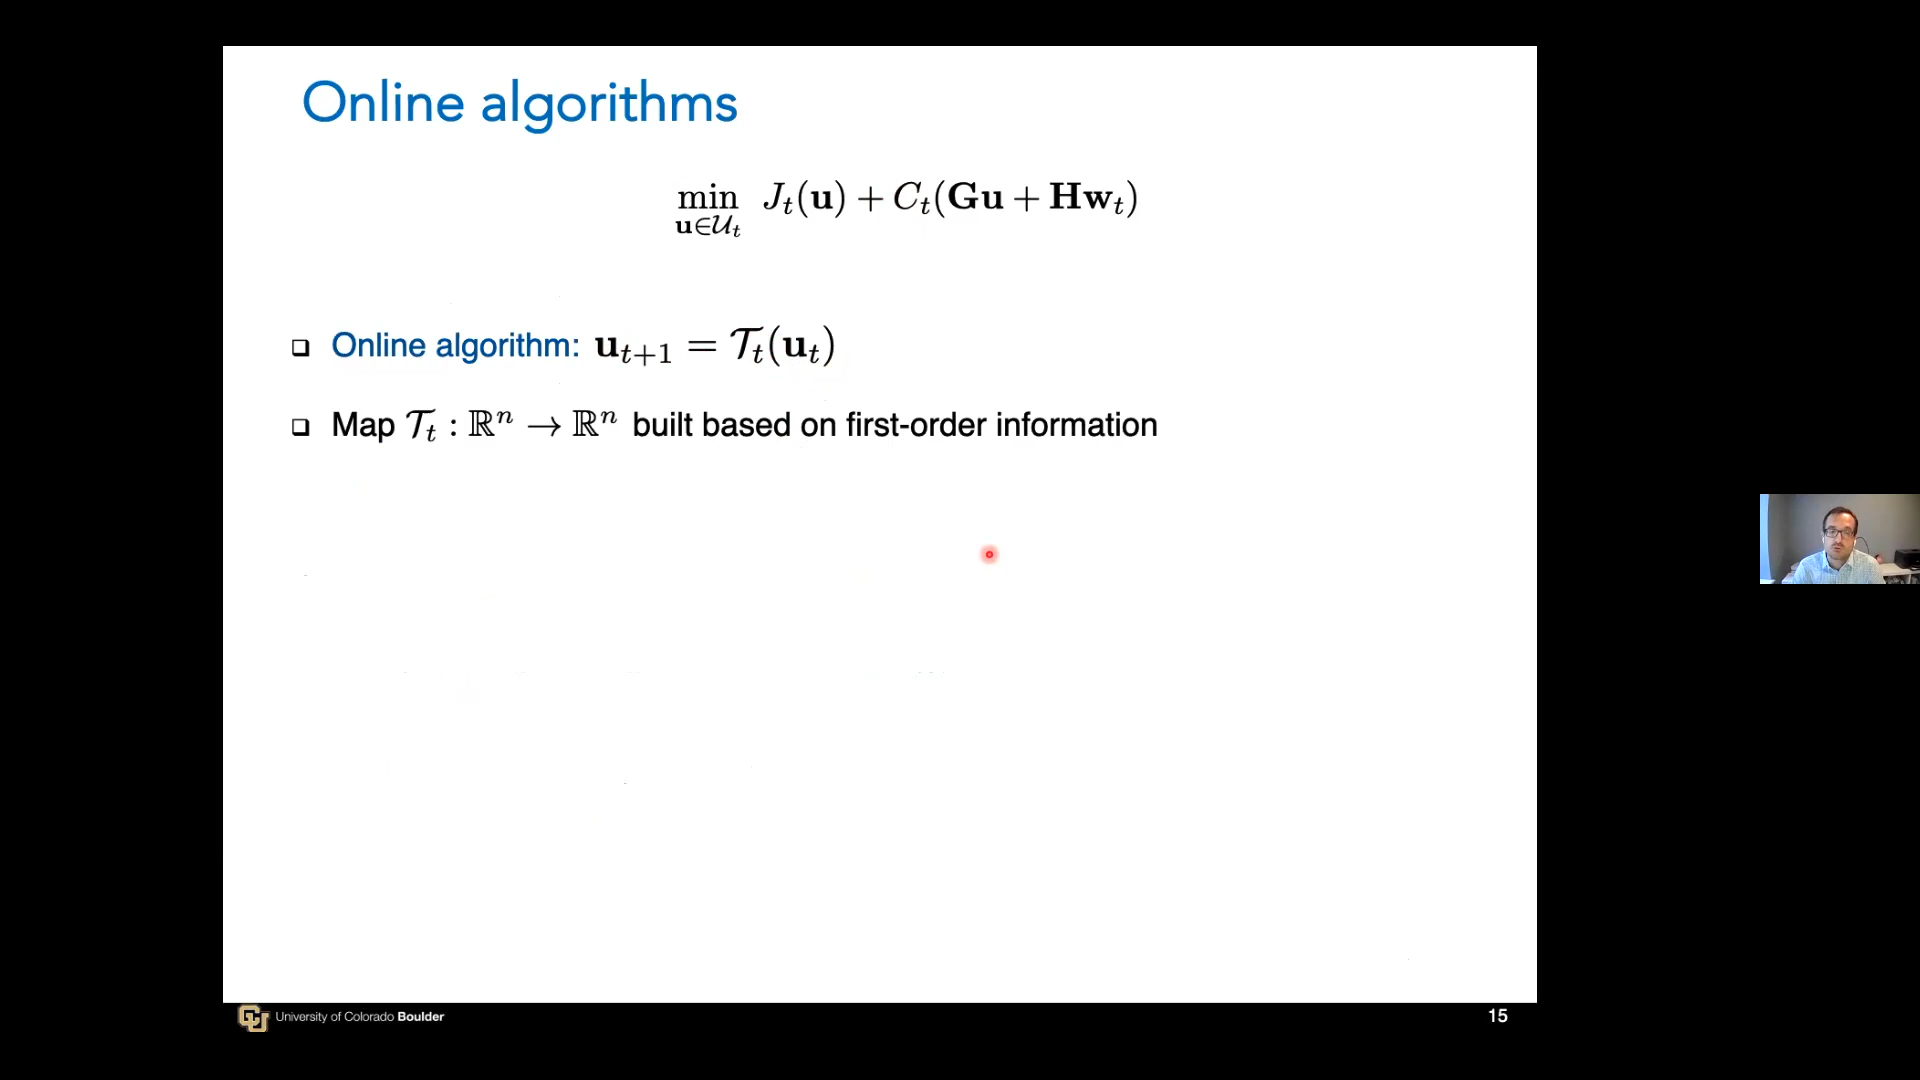 Online algorithms
min J_t(𝐮) + C_t(𝐆𝐮 + 𝐇𝐰_t)
𝐮∈𝒰_t
❑ Online algorithm: 𝐮_{t+1} = 𝒯_t(𝐮_t)
❑ Map 𝒯_t : ℝ^n → ℝ^n built based on first-order information
CU University of Colorado Boulder
15